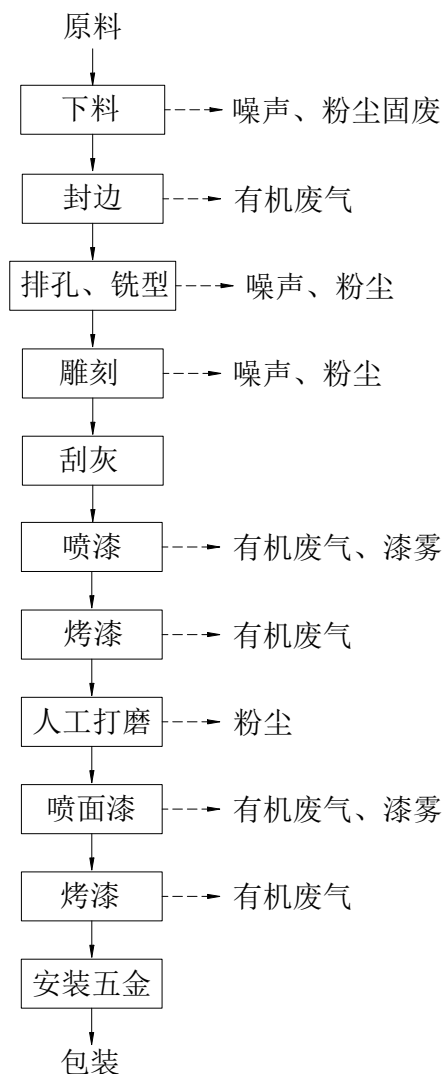 原料
下料 噪声、粉尘固废
封边 有机废气
排孔、铣型 噪声、粉尘
雕刻 噪声、粉尘
刮灰
喷漆 有机废气、漆雾
烤漆 有机废气
人工打磨 粉尘
喷面漆 有机废气、漆雾
烤漆 有机废气
安装五金
包装